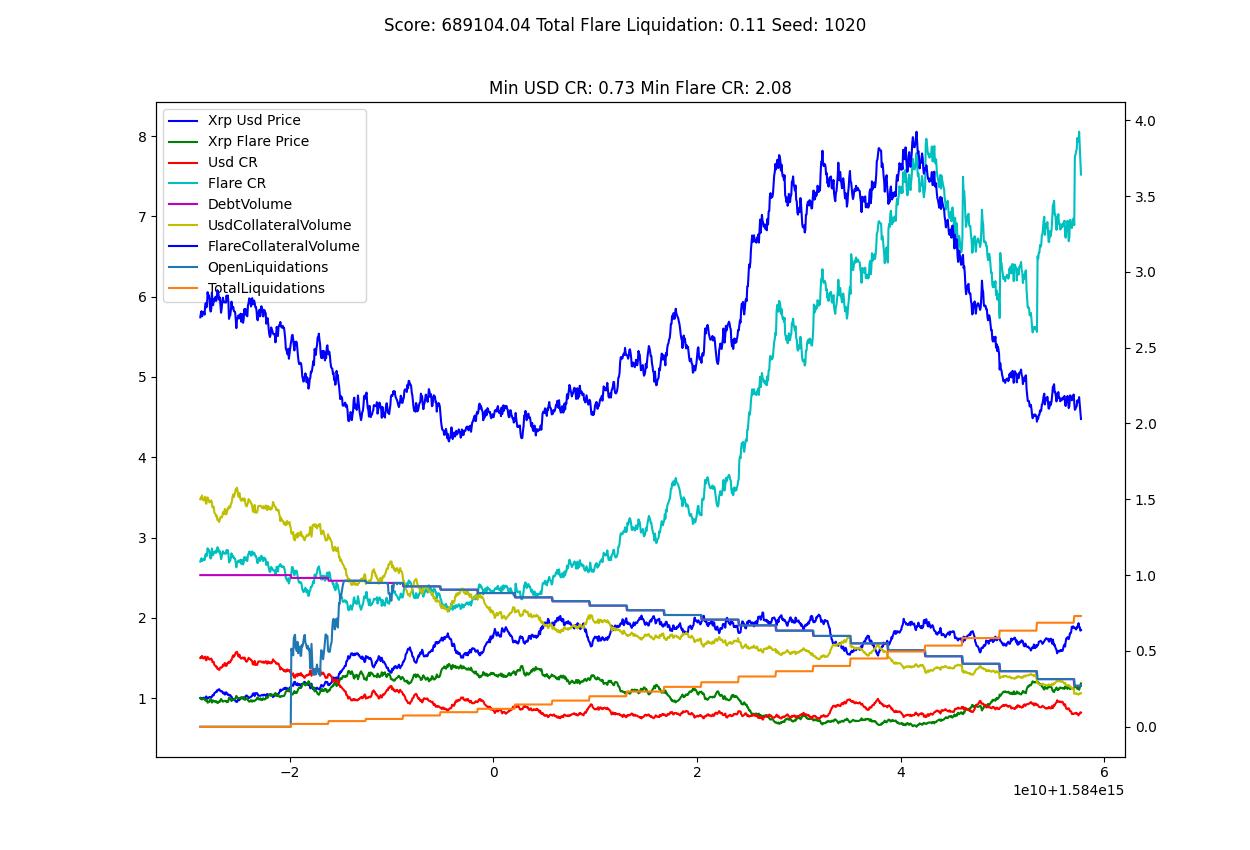 Score: 689104.04 Total Flare Liquidation: 0.11 Seed: 1020
Min USD CR: 0.73 Min Flare CR: 2.08
Xrp Usd Price
Xrp Flare Price
Usd CR
Flare CR
DebtVolume
UsdCollateralVolume
FlareCollateralVolume
OpenLiquidations
TotalLiquidations
8
7
6
5
4
3
2
1
4.0
3.5
3.0
2.5
2.0
1.5
1.0
0.5
0.0
−2 0 2 4 6
1e10+1.584e15